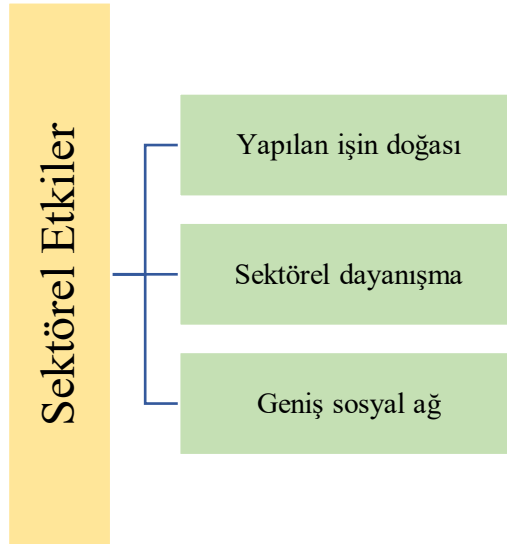 Sektörel Etkiler
Yapılan işin doğası
Sektörel dayanışma
Geniş sosyal ağ